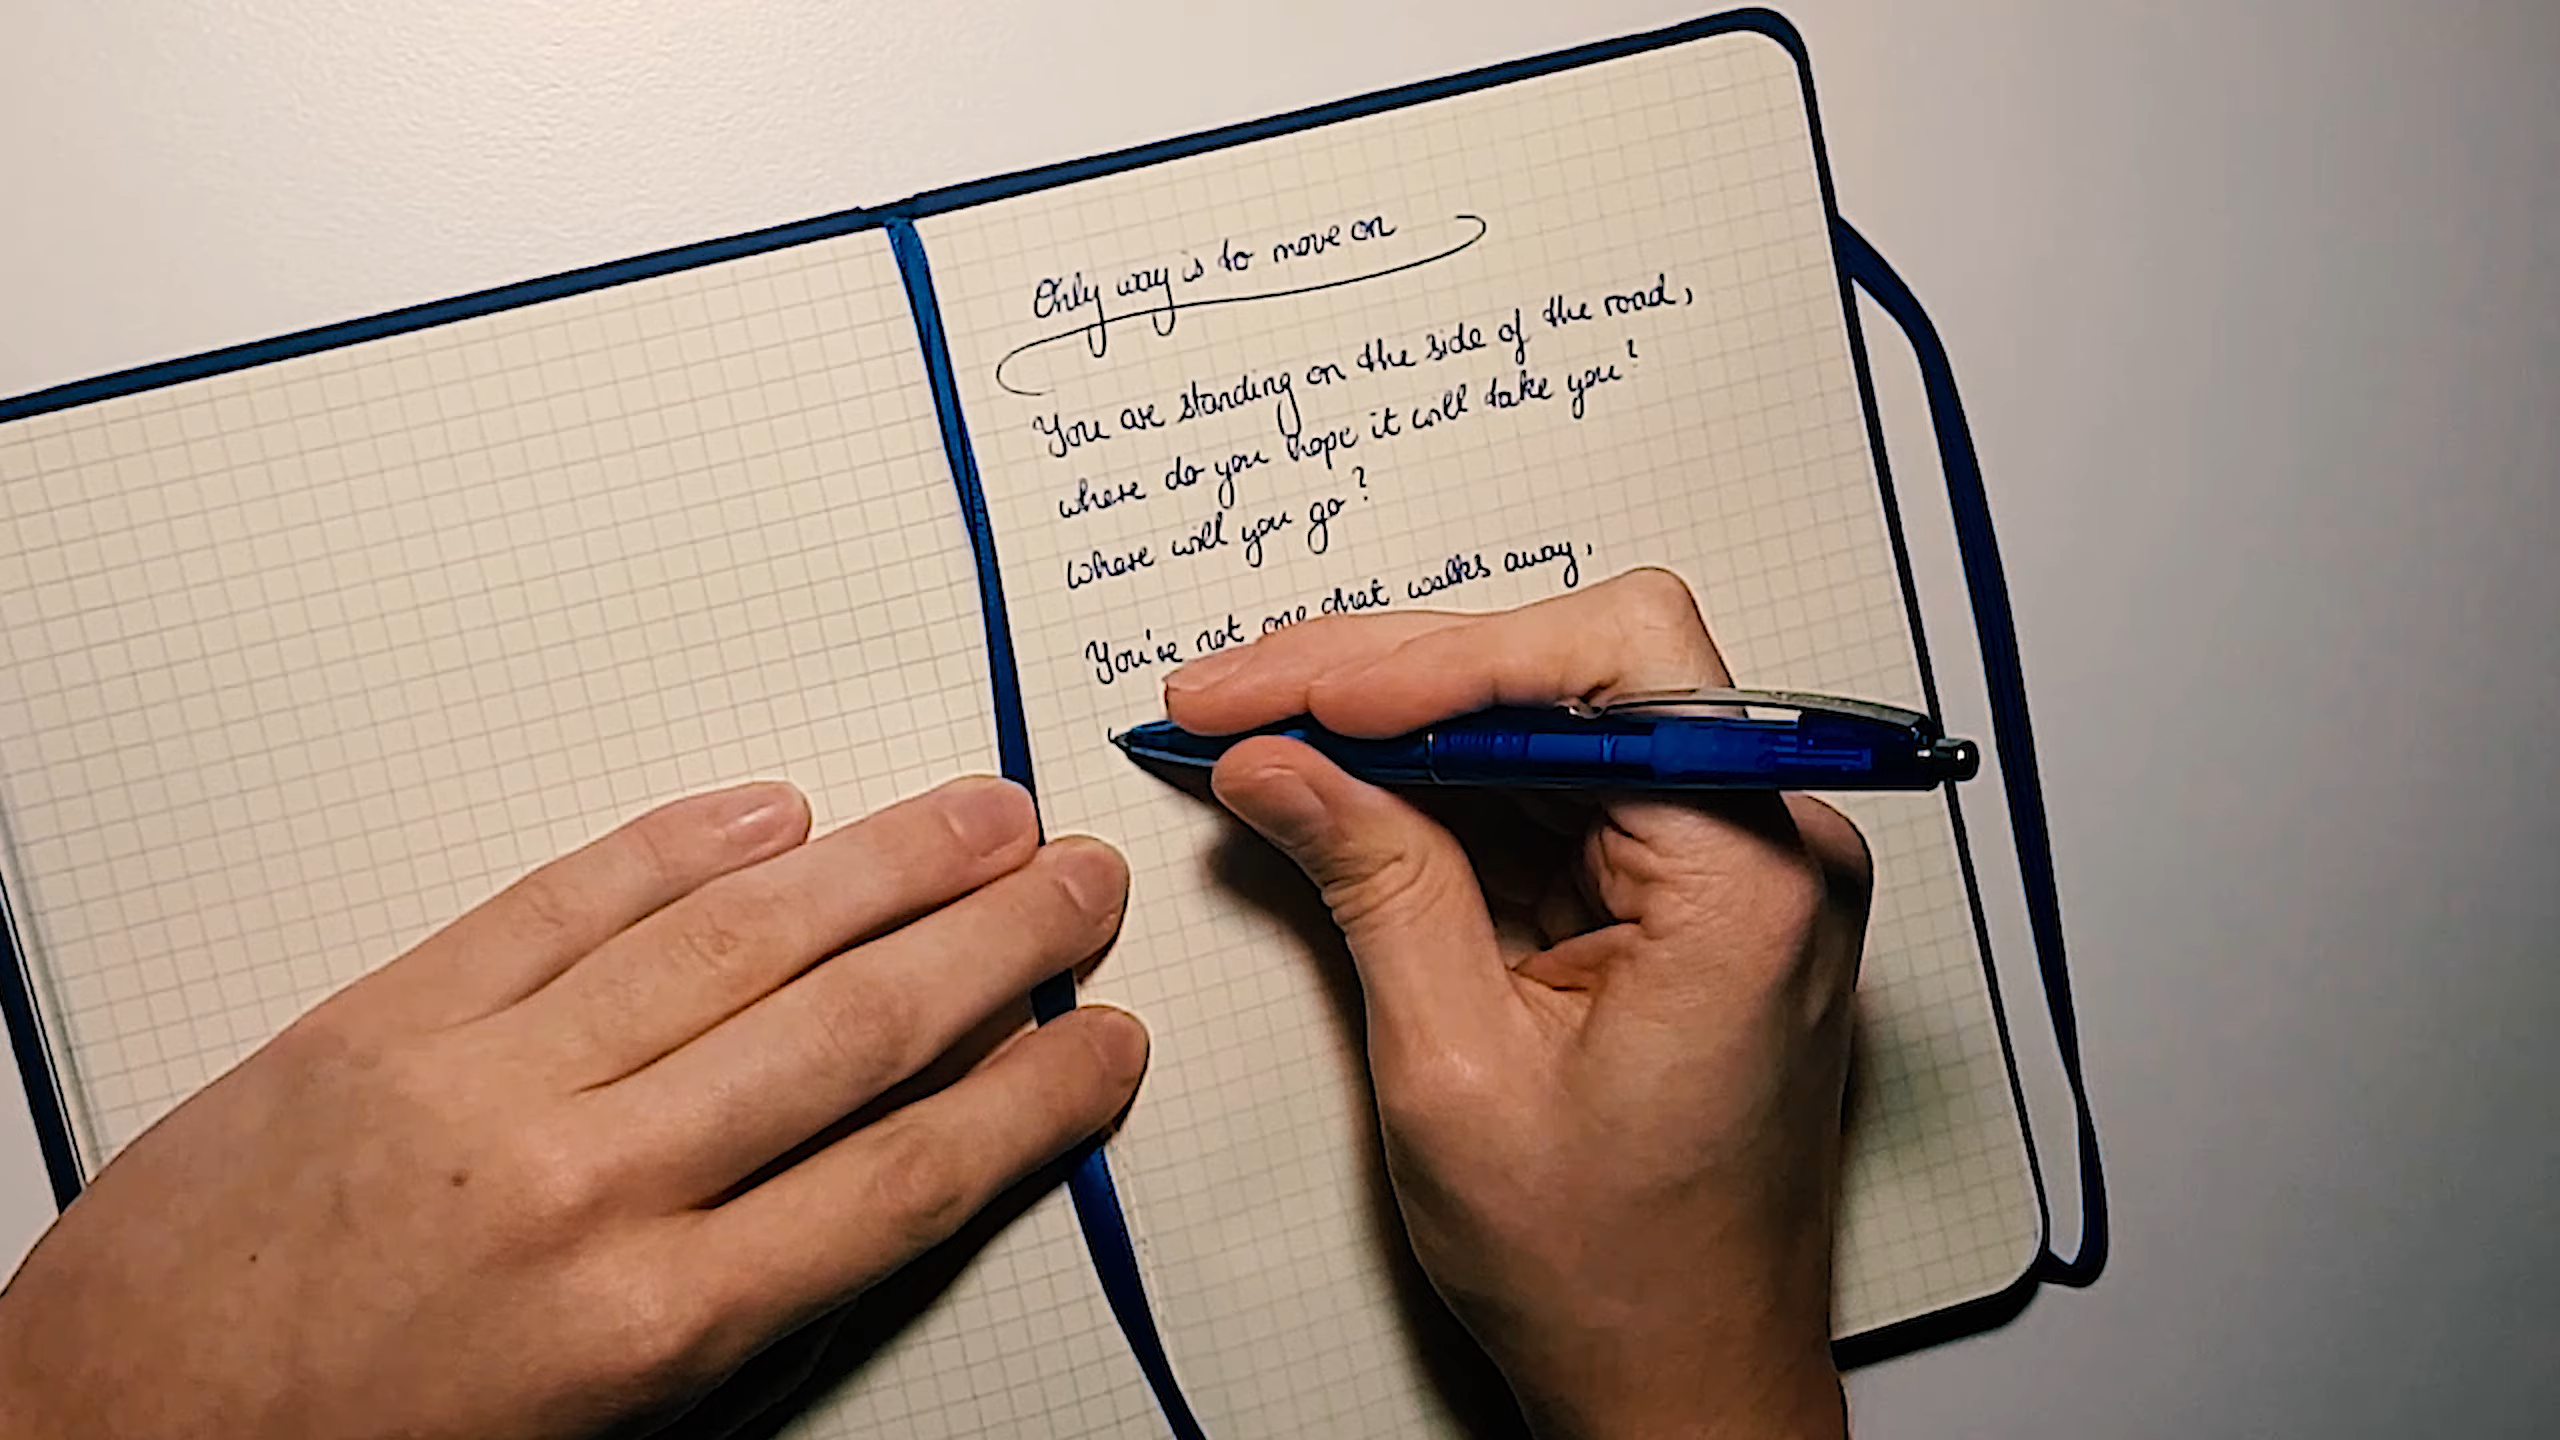 Only way is to move on
You are standing on the side of the road,
where do you hope it will take you?
where will you go?
You're not one that walks away,